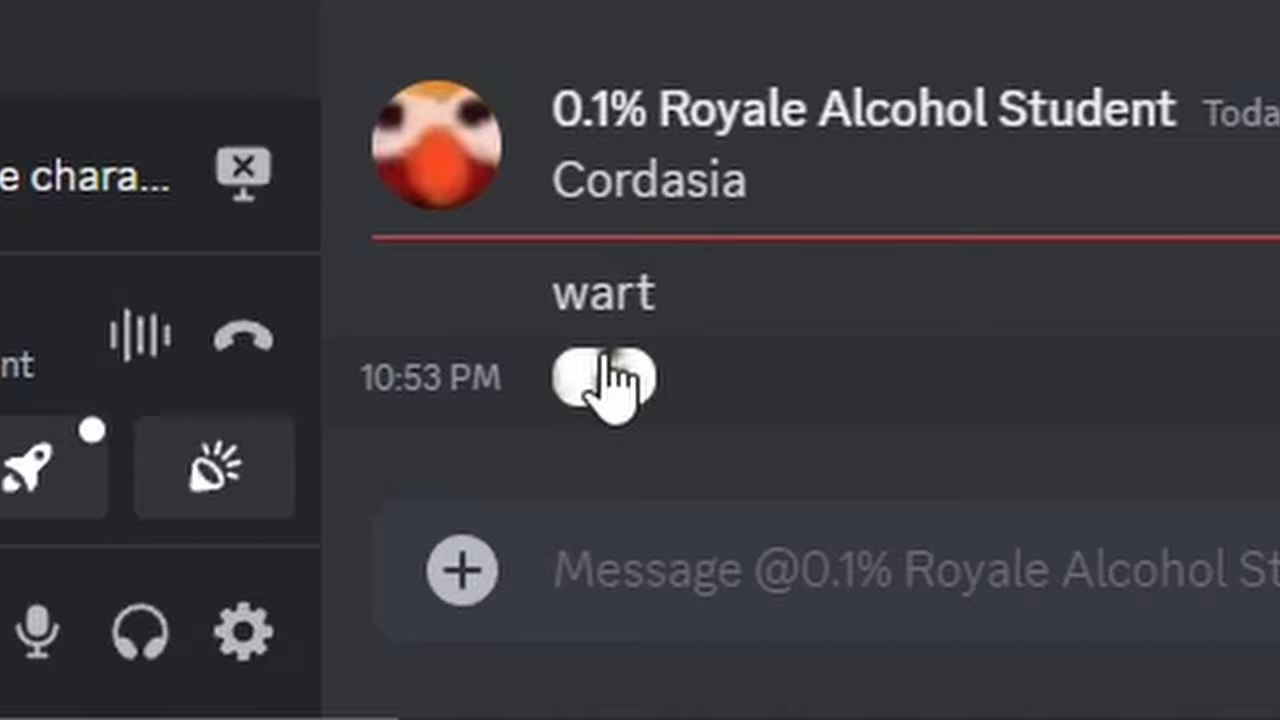 0.1% Royale Alcohol Student Toda
Cordasia
e chara...
wart
nt
10:53 PM
Message @0.1% Royale Alcohol St